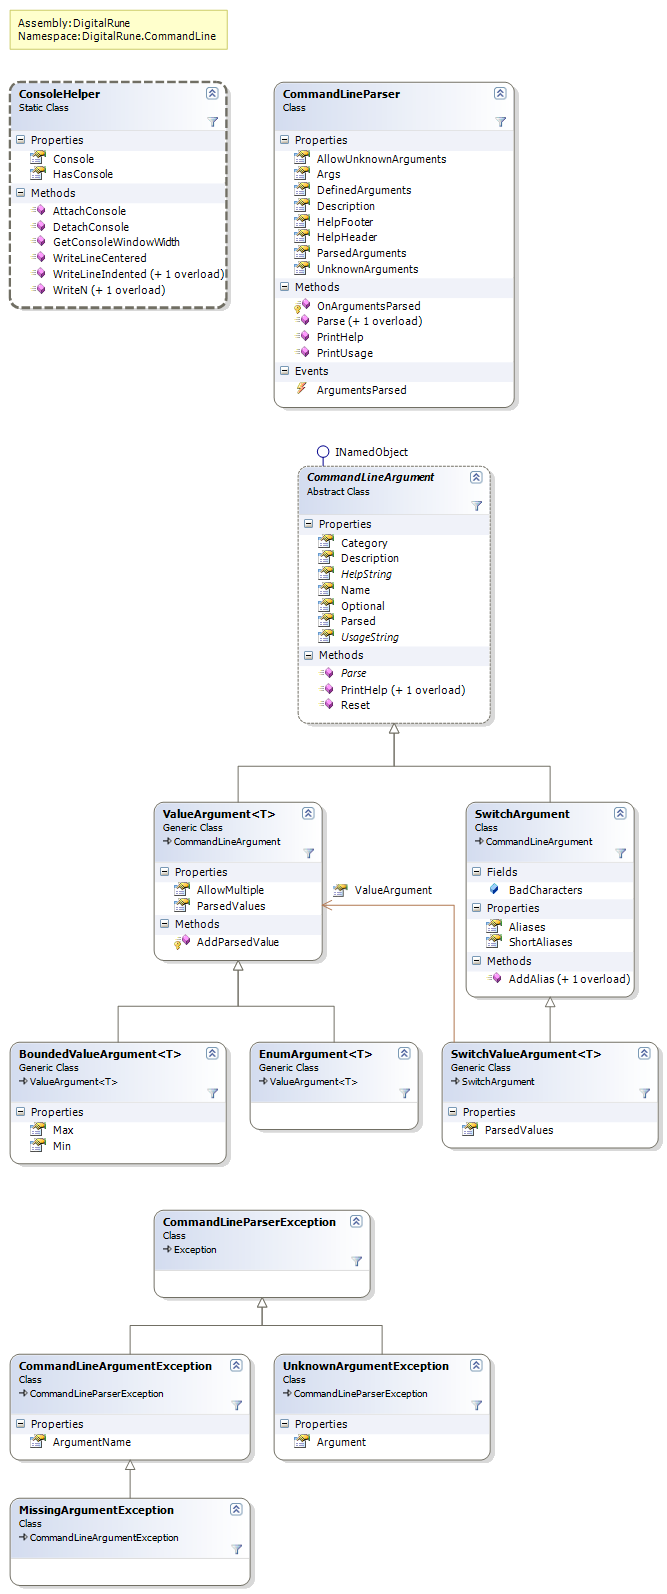 Assembly:DigitalRune
Namespace:DigitalRune.CommandLine
ConsoleHelper
Static Class
Properties
Console
HasConsole
Methods
AttachConsole
DetachConsole
GetConsoleWindowWidth
WriteLineCentered
WriteLineIndented (+ 1 overload)
WriteN (+ 1 overload)
CommandLineParser
Class
Properties
AllowUnknownArguments
Args
DefinedArguments
Description
HelpFooter
HelpHeader
ParsedArguments
UnknownArguments
Methods
OnArgumentsParsed
Parse (+ 1 overload)
PrintHelp
PrintUsage
Events
ArgumentsParsed
INamedObject
CommandLineArgument
Abstract Class
Properties
Category
Description
HelpString
Name
Optional
Parsed
UsageString
Methods
Parse
PrintHelp (+ 1 overload)
Reset
ValueArgument<T>
Generic Class
CommandLineArgument
Properties
AllowMultiple
ParsedValues
Methods
AddParsedValue
ValueArgument
SwitchArgument
Class
CommandLineArgument
Fields
BadCharacters
Properties
Aliases
ShortAliases
Methods
AddAlias (+ 1 overload)
BoundedValueArgument<T>
Generic Class
ValueArgument<T>
Properties
Max
Min
EnumArgument<T>
Generic Class
ValueArgument<T>
SwitchValueArgument<T>
Generic Class
SwitchArgument
Properties
ParsedValues
CommandLineParserException
Class
Exception
CommandLineArgumentException
Class
CommandLineParserException
Properties
ArgumentName
UnknownArgumentException
Class
CommandLineParserException
Properties
Argument
MissingArgumentException
Class
CommandLineArgumentException